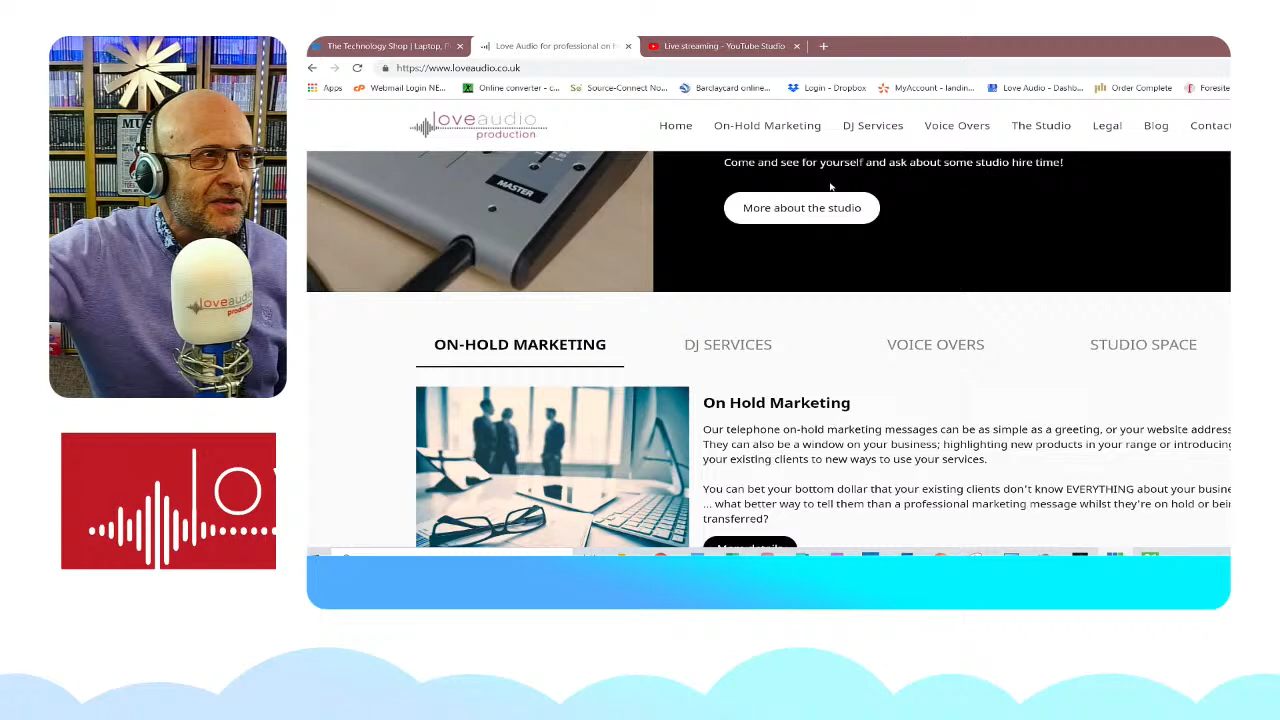 The Technology Shop | Laptop,
Love Audio for professional on
Live streaming - YouTube Studio
https://www.loveaudio.co.uk
Apps
Webmail Login NE...
Online converter - c...
Source-Connect No...
Barclaycard online...
Login - Dropbox
MyAccount - landin...
Love Audio - Dashb...
Order Complete
Foresite
loveaudio
production
Home
On-Hold Marketing
DJ Services
Voice Overs
The Studio
Legal
Blog
Contact
MASTER
Come and see for yourself and ask about some studio hire time!
More about the studio
loveaudio
production
ON-HOLD MARKETING
DJ SERVICES
VOICE OVERS
STUDIO SPACE
On Hold Marketing
Our telephone on-hold marketing messages can be as simple as a greeting, or your website address
They can also be a window on your business; highlighting new products in your range or introducing
your existing clients to new ways to use your services.
You can bet your bottom dollar that your existing clients don't know EVERYTHING about your
... what better way to tell them than a professional marketing message whilst they're on hold or
transferred?
lov